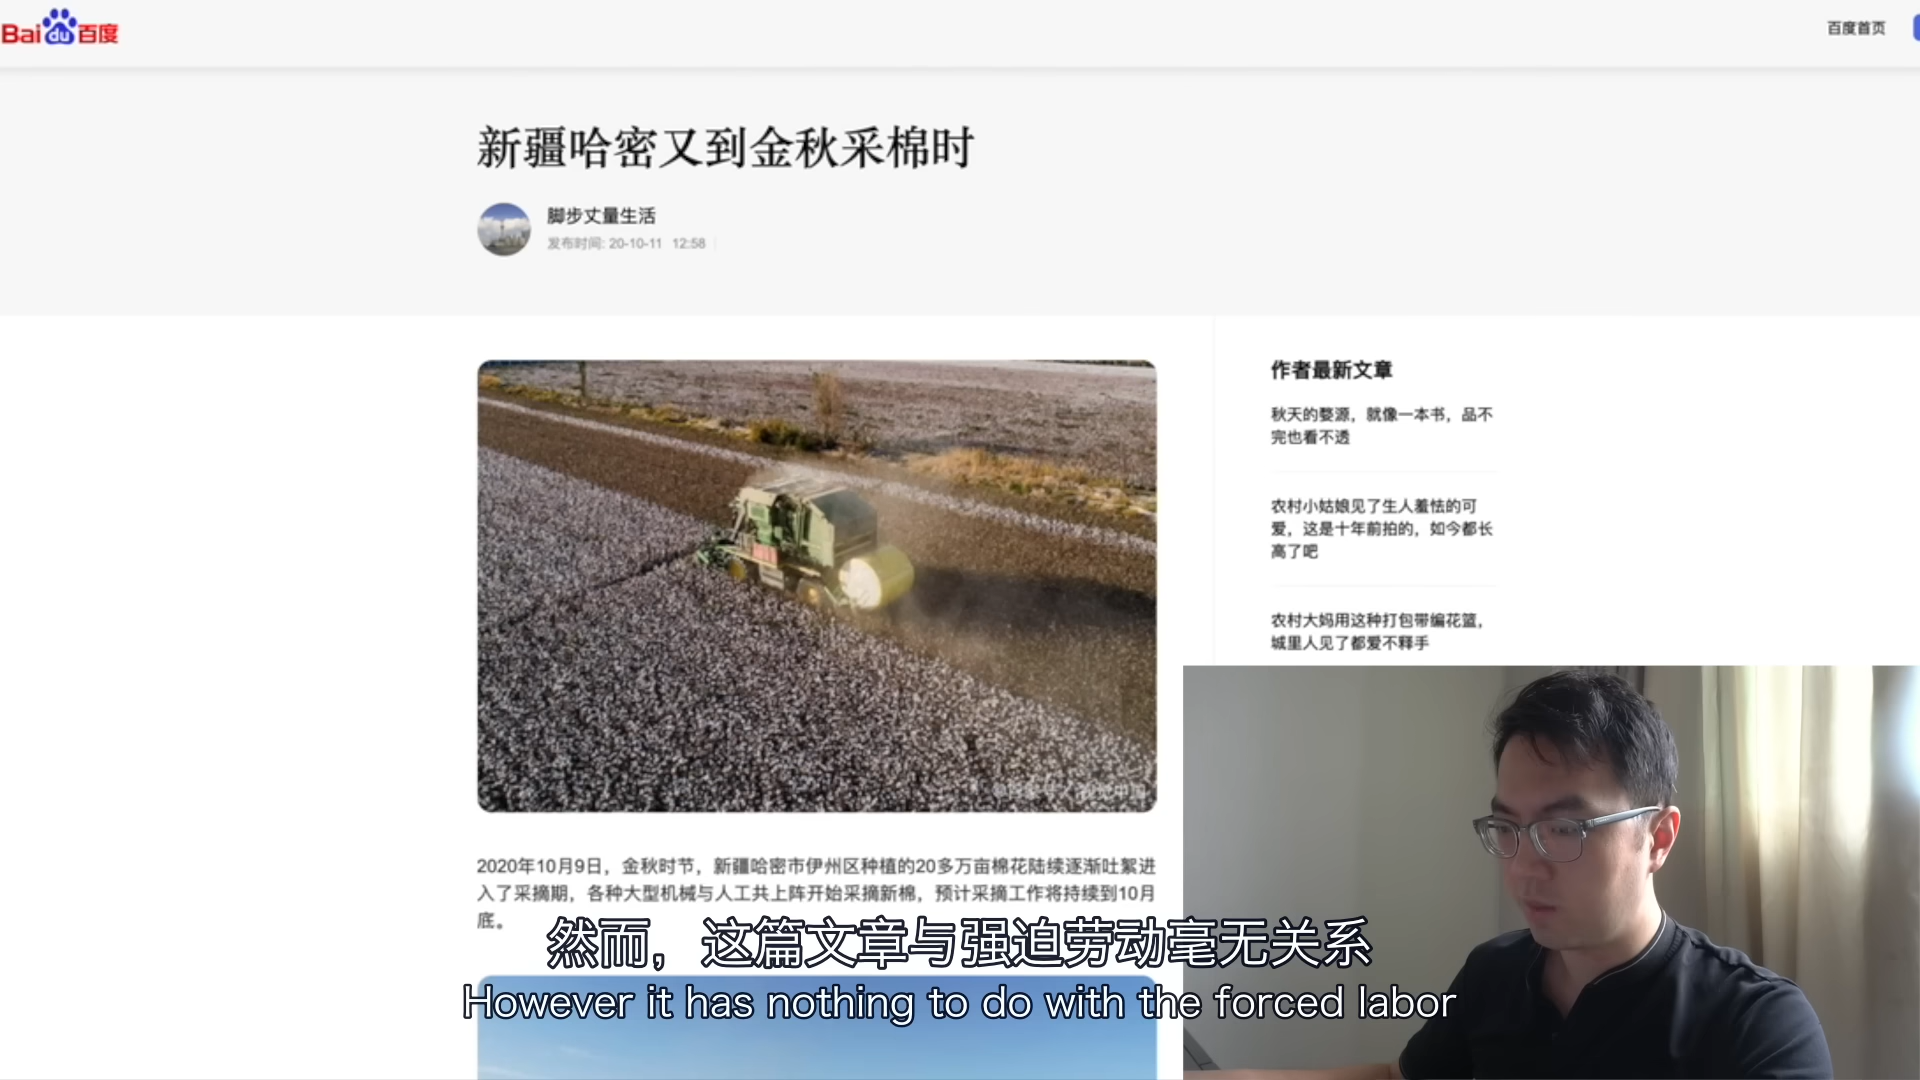 Baidu百度
百度首页
新疆哈密又到金秋采棉时
脚步丈量生活
发布时间: 20-10-11 12:58
作者最新文章
秋天的婺源，就像一本书，品不
完也看不透
农村小姑娘见了生人羞怯的可
爱，这是十年前拍的，如今都长
高了吧
农村大妈用这种打包带编花篮，
城里人见了都爱不释手
2020年10月9日，金秋时节，新疆哈密市伊州区种植的20多万亩棉花陆续逐渐吐絮进
入了采摘期，各种大型机械与人工共上阵开始采摘新棉，预计采摘工作将持续到10月
底。
然而，这篇文章与强迫劳动毫无关系
However it has nothing to do with the forced labor